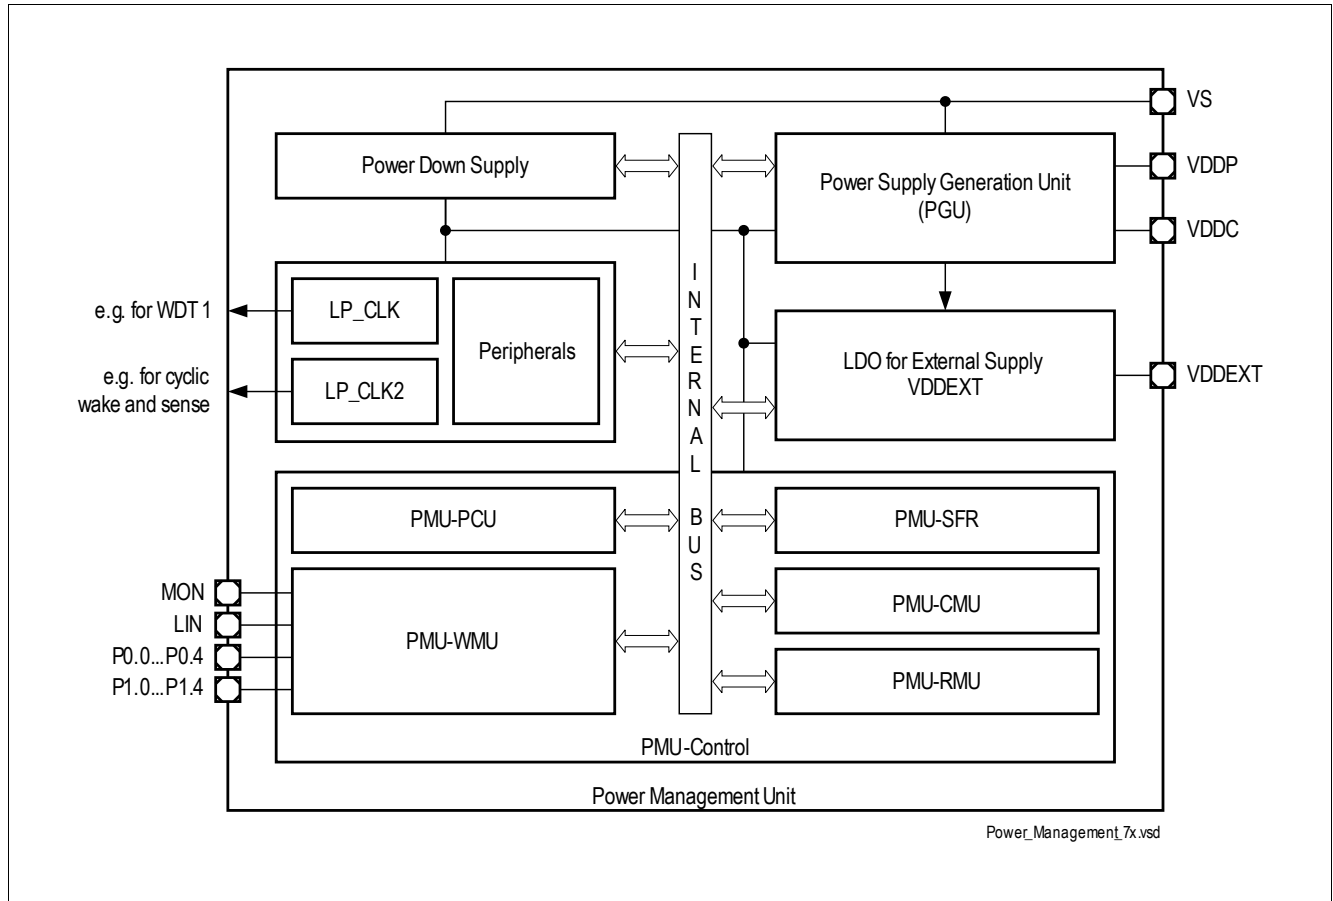 VS
Power Down Supply
Power Supply Generation Unit
(PGU)
VDDP
VDDC
e.g. for WDT 1
LP_CLK
Peripherals
e.g. for cyclic
wake and sense
LP_CLK2
INTERNAL BUS
LDO for External Supply
VDDEXT
VDDEXT
PMU-PCU
PMU-SFR
MON
LIN
P0.0...P0.4
P1.0...P1.4
PMU-WMU
PMU-CMU
PMU-RMU
PMU-Control
Power Management Unit
Power_Management_7x.vsd